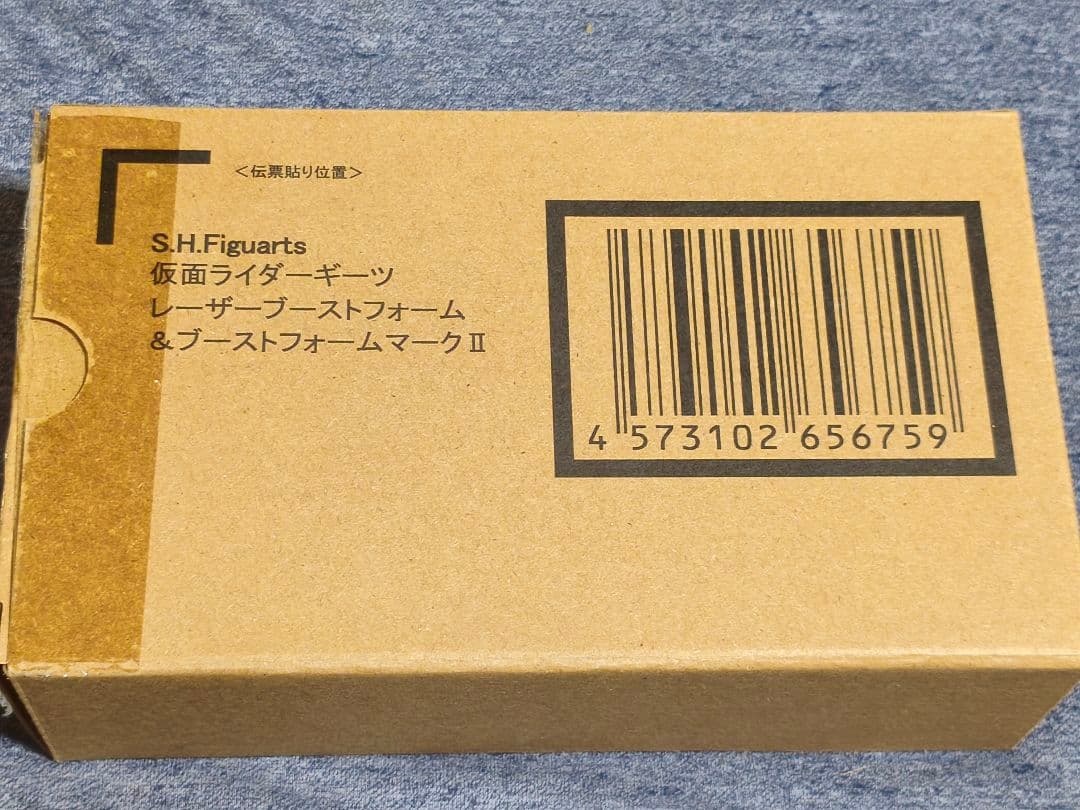 ＜伝票貼り位置＞
S.H.Figuarts
仮面ライダーギーツ
レーザーブーストフォーム
&ブーストフォームマークⅡ
4 573102 656759